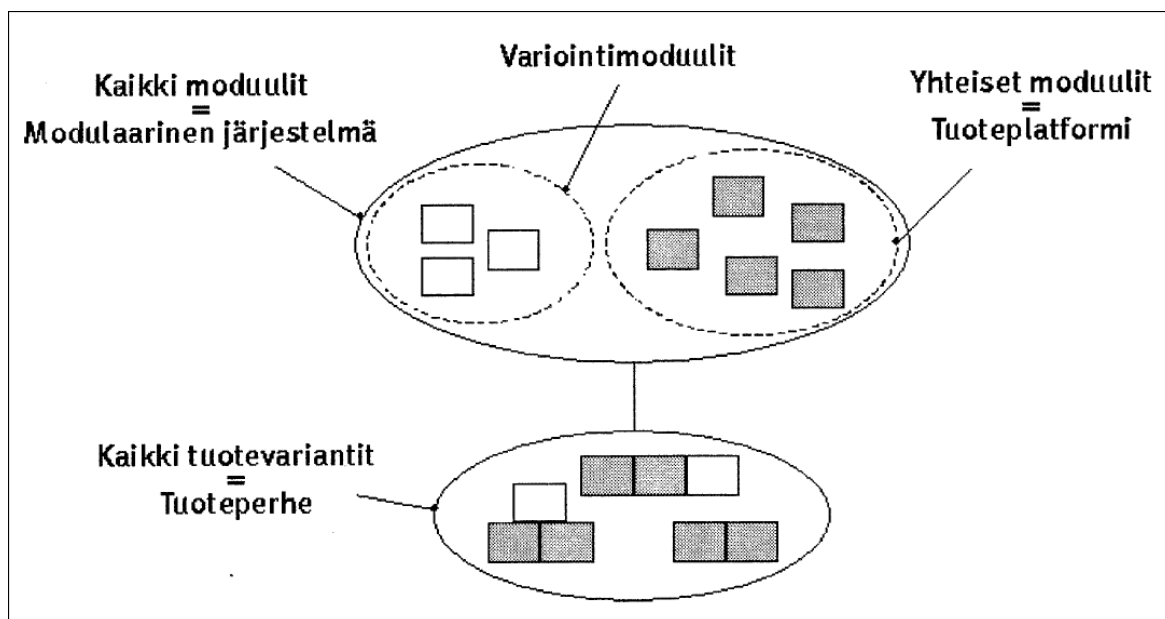 Variointimoduulit
Kaikki moduulit
=
Modulaarinen järjestelmä
Yhteiset moduulit
=
Tuoteplatformi
Kaikki tuotevariantit
=
Tuoteperhe